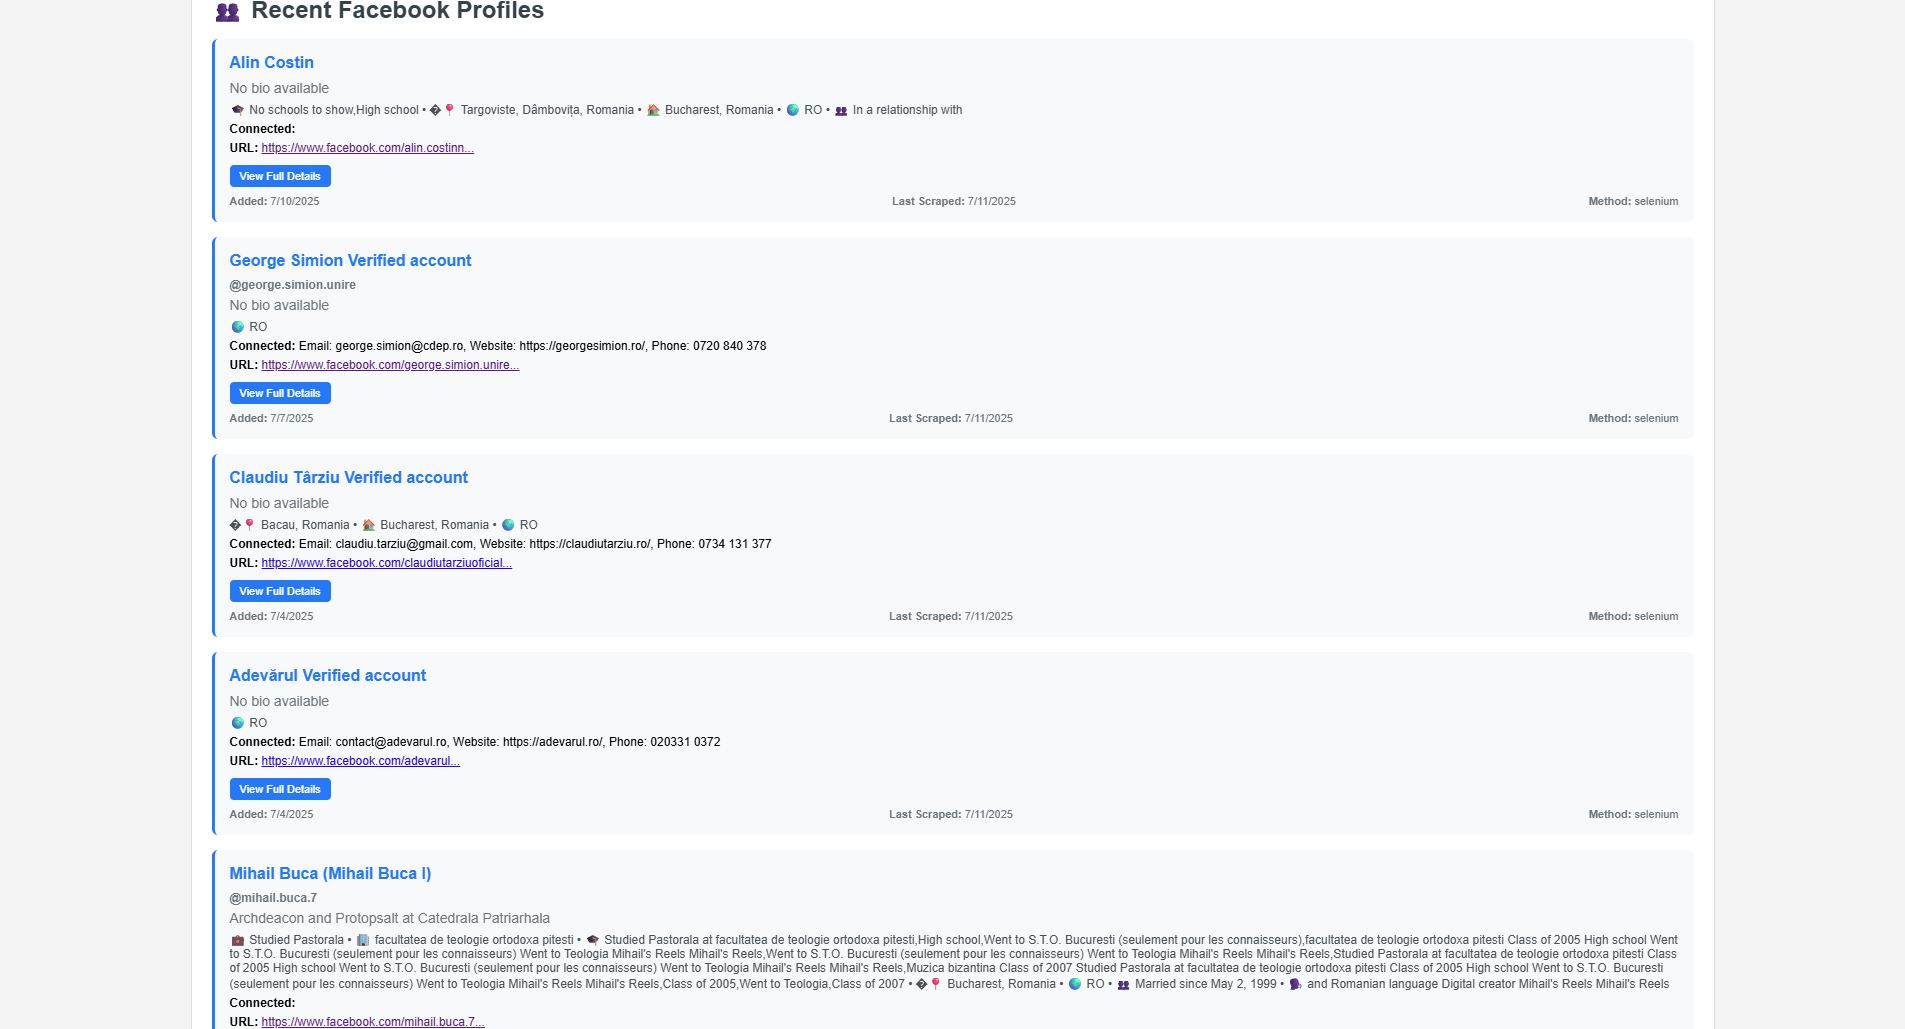 Recent Facebook Profiles
Alin Costin
No bio available
No schools to show,High school • �📍 Targoviste, Dâmbovița, Romania • Bucharest, Romania • RO • In a relationship with
Connected:
URL: https://www.facebook.com/alin.costinn...
View Full Details
Added: 7/10/2025 Last Scraped: 7/11/2025 Method: selenium
George Simion Verified account
@george.simion.unire
No bio available
RO
Connected: Email: george.simion@cdep.ro, Website: https://georgesimion.ro/, Phone: 0720 840 378
URL: https://www.facebook.com/george.simion.unire...
View Full Details
Added: 7/7/2025 Last Scraped: 7/11/2025 Method: selenium
Claudiu Târziu Verified account
No bio available
�📍 Bacau, Romania • Bucharest, Romania • RO
Connected: Email: claudiu.tarziu@gmail.com, Website: https://claudiutarziu.ro/, Phone: 0734 131 377
URL: https://www.facebook.com/claudiutarziuoficial...
View Full Details
Added: 7/4/2025 Last Scraped: 7/11/2025 Method: selenium
Adevărul Verified account
No bio available
RO
Connected: Email: contact@adevarul.ro, Website: https://adevarul.ro/, Phone: 020331 0372
URL: https://www.facebook.com/adevarul...
View Full Details
Added: 7/4/2025 Last Scraped: 7/11/2025 Method: selenium
Mihail Buca (Mihail Buca I)
@mihail.buca.7
Archdeacon and Protopsalt at Catedrala Patriarhala
Studied Pastorala • facultatea de teologie ortodoxa pitesti • Studied Pastorala at facultatea de teologie ortodoxa pitesti,High school,Went to S.T.O. Bucuresti (seulement pour les connaisseurs),facultatea de teologie ortodoxa pitesti Class of 2005 High school Went
to S.T.O. Bucuresti (seulement pour les connaisseurs) Went to Teologia Mihail's Reels Mihail's Reels,Went to S.T.O. Bucuresti (seulement pour les connaisseurs) Went to Teologia Mihail's Reels Mihail's Reels,Studied Pastorala at facultatea de teologie ortodoxa pitesti Class
of 2005 High school Went to S.T.O. Bucuresti (seulement pour les connaisseurs) Went to Teologia Mihail's Reels Mihail's Reels,Muzica bizantina Class of 2007 Studied Pastorala at facultatea de teologie ortodoxa pitesti Class of 2005 High school Went to S.T.O. Bucuresti
(seulement pour les connaisseurs) Went to Teologia Mihail's Reels Mihail's Reels,Class of 2005,Went to Teologia,Class of 2007 • �📍 Bucharest, Romania • RO • Married since May 2, 1999 • and Romanian language Digital creator Mihail's Reels Mihail's Reels
Connected:
URL: https://www.facebook.com/mihail.buca.7...